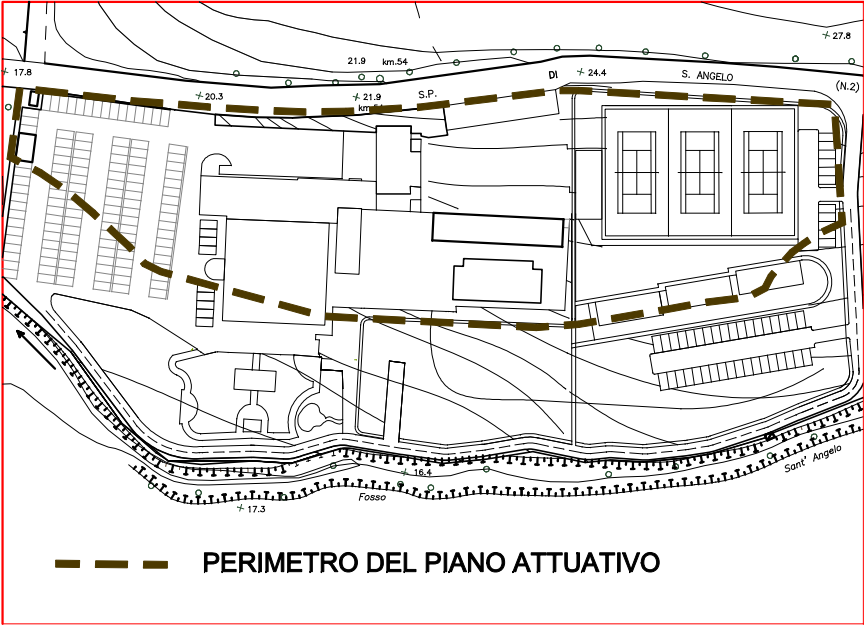 27.8
21.9 km.54
17.8
DI
24.4
S. ANGELO
(N.2)
20.3
21.9
S.P.
16.4
Sant' Angelo
Fosso
17.3
PERIMETRO DEL PIANO ATTUATIVO